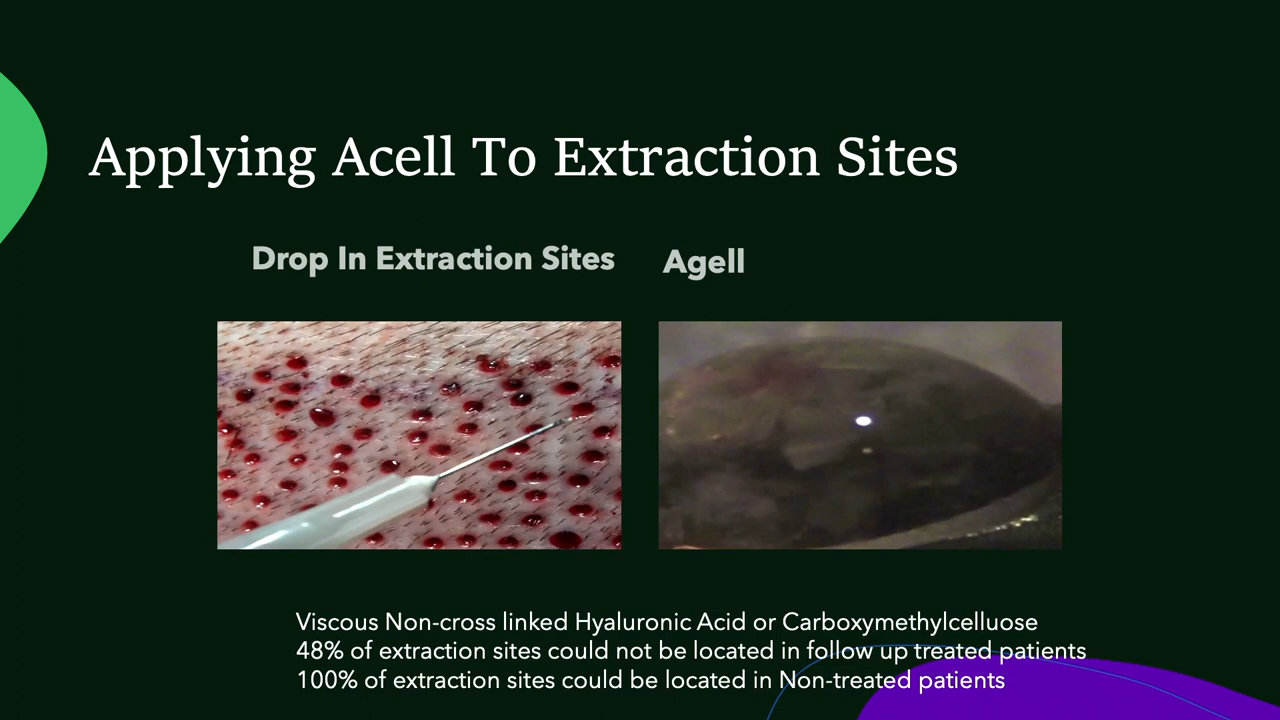 Applying Acell To Extraction Sites
Drop In Extraction Sites
Agell
Viscous Non-cross linked Hyaluronic Acid or Carboxymethylcelluose
48% of extraction sites could not be located in follow up treated patients
100% of extraction sites could be located in Non-treated patients